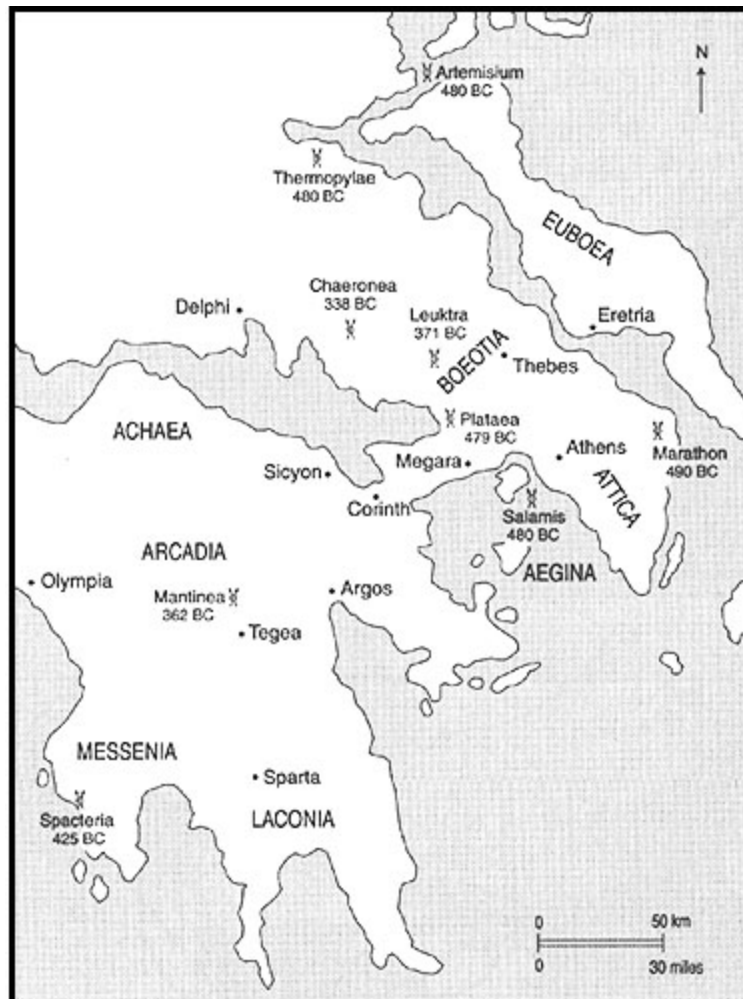 N
Artemisium
480 BC
Thermopylae
480 BC
EUBOEA
Chaeronea
338 BC
Delphi
Leuktra
371 BC
Eretria
BOEOTIA
Thebes
ACHAEA
Plataea
479 BC
Marathon
490 BC
Athens
Megara
Sicyon
ATTICA
Corinth
Salamis
480 BC
ARCADIA
AEGINA
Olympia
Mantinea
362 BC
Argos
Tegea
MESSENIA
Sparta
Spacteria
425 BC
LACONIA
0 50 km
0 30 miles